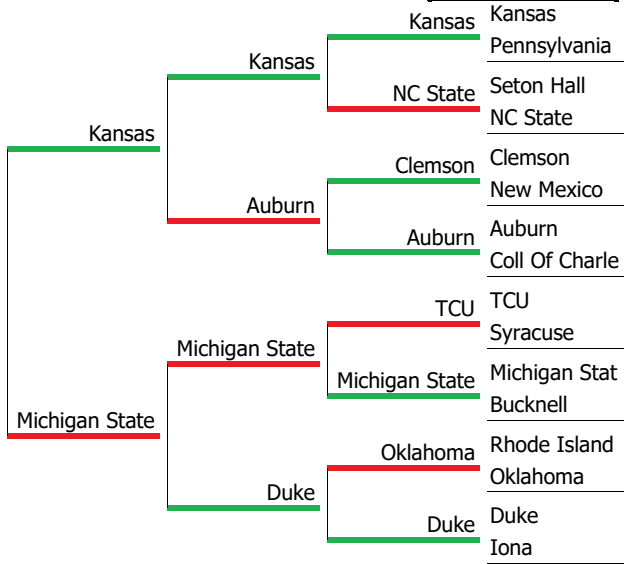 Kansas
Kansas
Pennsylvania
Kansas
NC State
Seton Hall
NC State
Kansas
Clemson
Clemson
New Mexico
Auburn
Auburn
Auburn
Coll Of Charle
TCU
TCU
Syracuse
Michigan State
Michigan State
Michigan Stat
Bucknell
Michigan State
Oklahoma
Rhode Island
Oklahoma
Duke
Duke
Duke
Iona